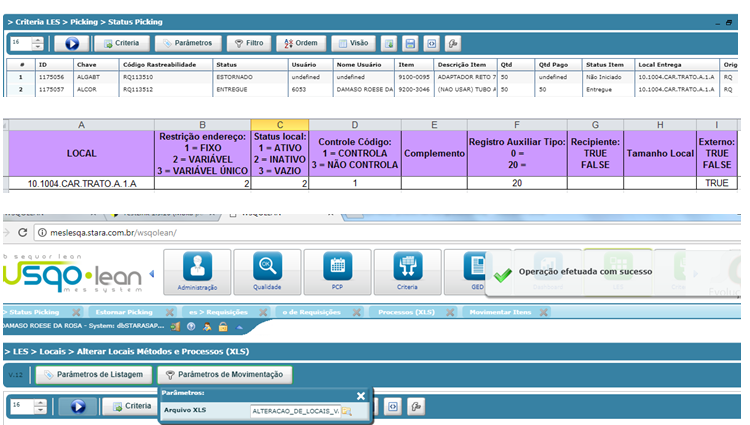 > Criteria LES > Picking > Status Picking
16 Criteria Parâmetros Filtro Ordem Visão
# ID Chave Código Rastreabilidade Status Usuário Nome Usuário Item Descrição Item Qtd Qtd Pago Status Item Local Entrega Orig
1 1175056 ALGABT RQ113510 ESTORNADO undefined undefined 9100-0095 ADAPTADOR RETO 7 50 undefined Não Iniciado 10.1004.CAR.TRATO.A.1.A RQ
2 1175057 ALCOR RQ113512 ENTREGUE 6053 DAMASO ROESE DA 9200-3046 (NAO USAR) TUBO A 50 50 Entregue 10.1004.CAR.TRATO.A.1.A RQ
A B C D E F G H I
LOCAL
Restrição endereço:
1 = FIXO
2 = VARIÁVEL
3 = VARIÁVEL ÚNICO
Status local:
1 = ATIVO
2 = INATIVO
3 = VAZIO
Controle Código:
1 = CONTROLA
3 = NÃO CONTROLA
Complemento
Registro Auxiliar Tipo:
0 =
20 =
Recipiente:
TRUE
FALSE
Tamanho Local
Externo:
TRUE
FALSE
10.1004.CAR.TRATO.A.1.A 2 2 1 20 TRUE
meslesqa.stara.com.br/wsqolean/
b sequor lean
wsqo•lean
mes system
Administração Qualidade PCP Criteria GED
Operação efetuada com sucesso
> Status Picking Estornar Picking es > Requisições o de Requisições Processos (XLS) Movimentar Itens
DAMASO ROESE DA ROSA - System: dbSTARASAP...
> LES > Locais > Alterar Locais Métodos e Processos (XLS)
V.12 Parâmetros de Listagem Parâmetros de Movimentação
Parâmetros:
16 Criteria
Arquivo XLS ALTERACAO_DE_LOCAIS_V.